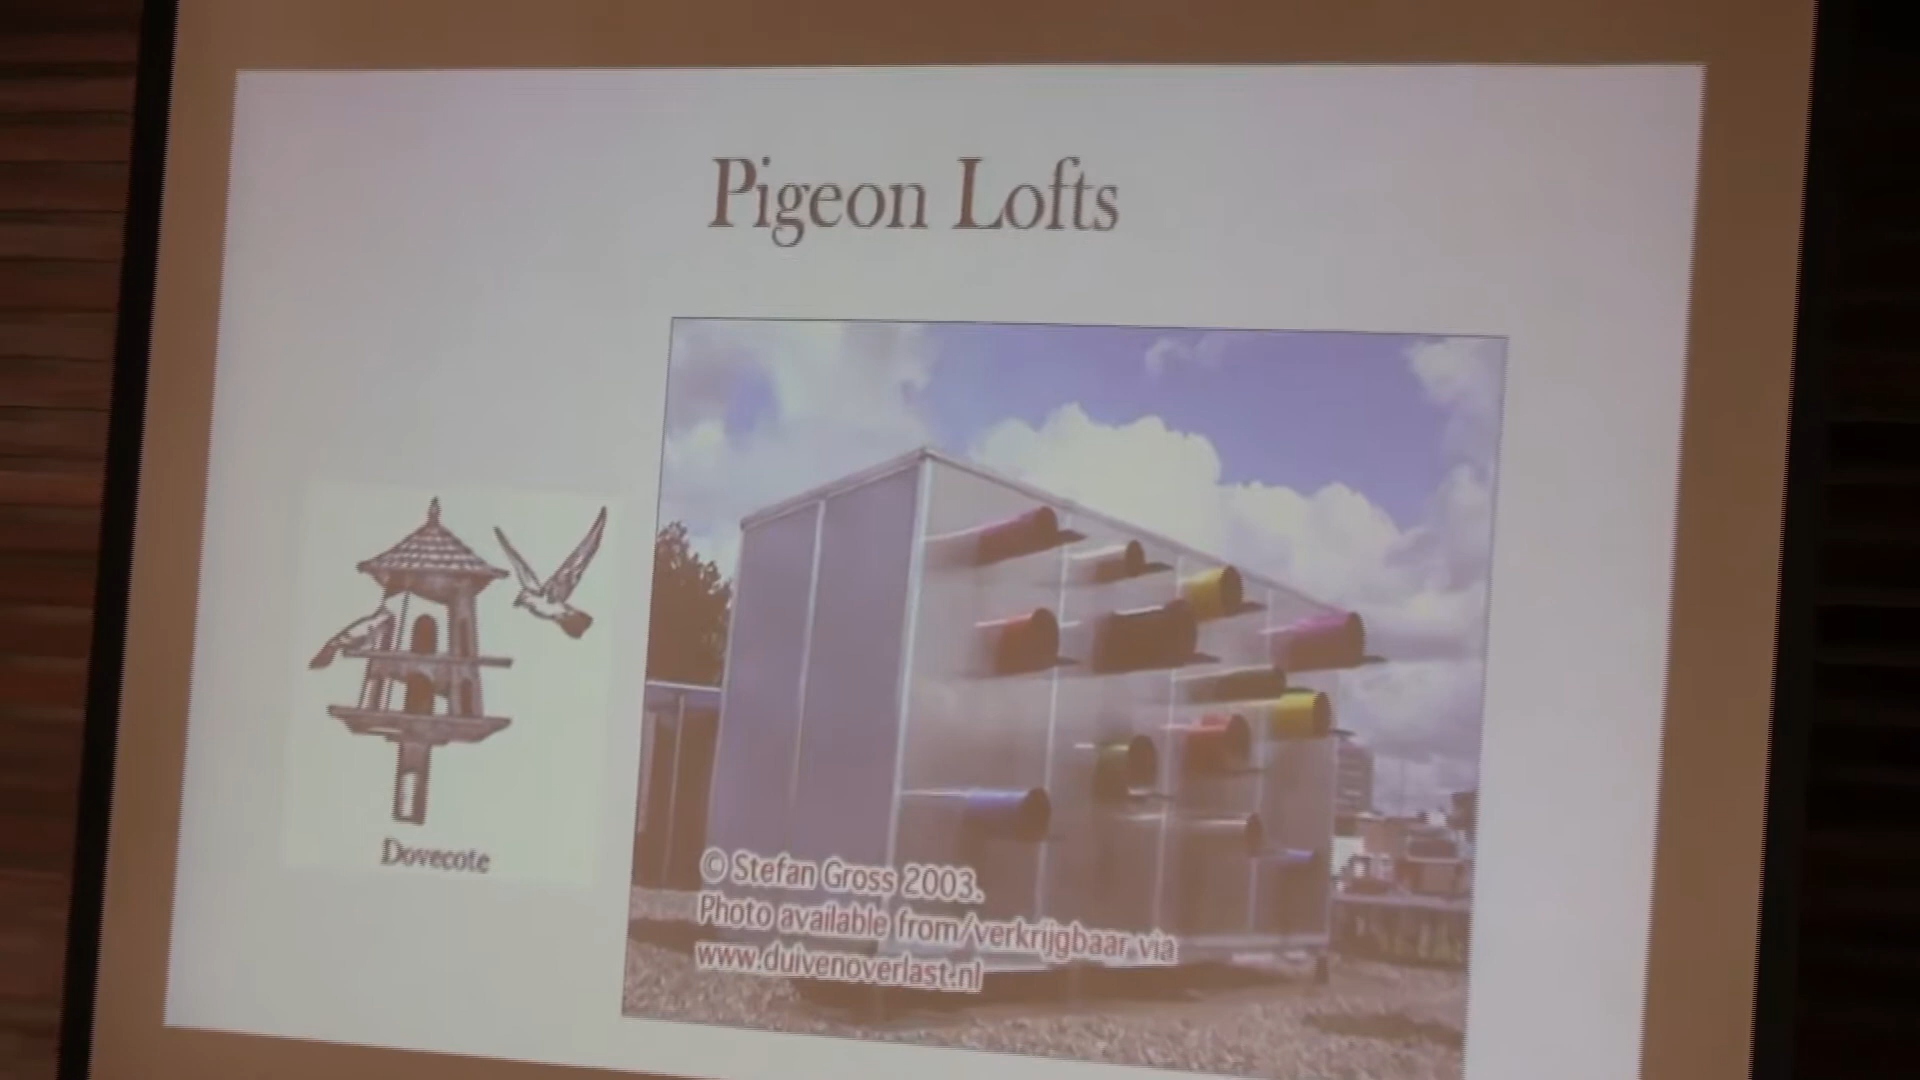 Pigeon Lofts
Dovecote
© Stefan Gross 2003.
Photo available from/verkrijgbaar via
www.duivenoverlast.nl